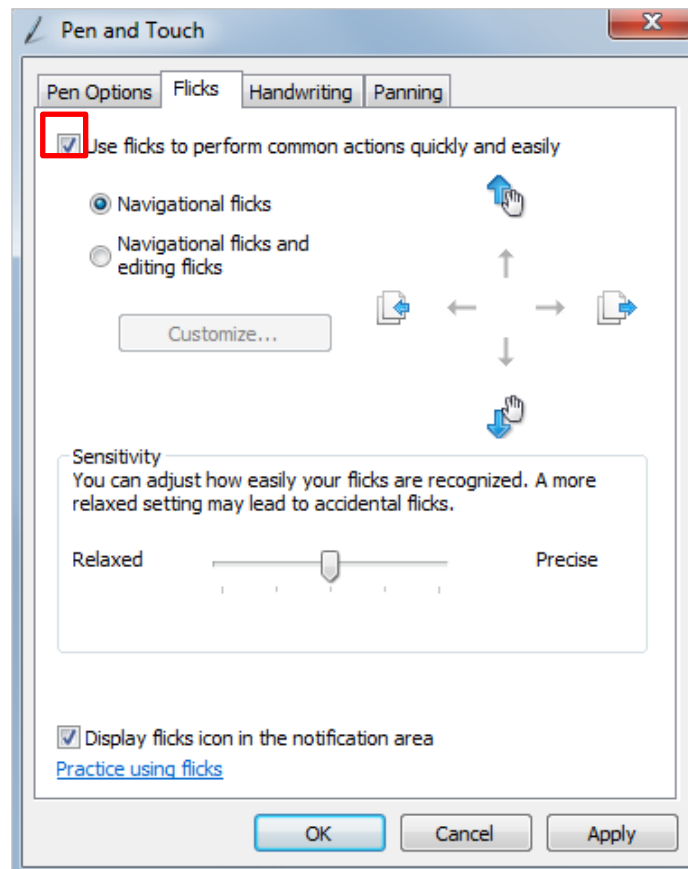 Pen and Touch
Pen Options Flicks Handwriting Panning
Use flicks to perform common actions quickly and easily
Navigational flicks
Navigational flicks and
editing flicks
Customize...
Sensitivity
You can adjust how easily your flicks are recognized. A more
relaxed setting may lead to accidental flicks.
Relaxed Precise
Display flicks icon in the notification area
Practice using flicks
OK Cancel Apply